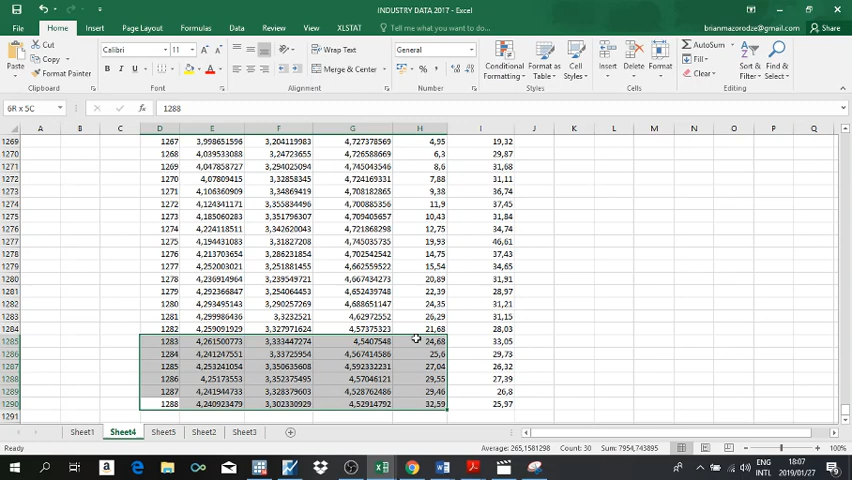 INDUSTRY DATA 2017 - Excel
File Home Insert Page Layout Formulas Data Review View XLSTAT Tell me what you want to do brianmazorodze@gmail.com Share
Cut
Copy
Format Painter
Paste
Clipboard
Calibri 11
B I U
Font
Wrap Text
Merge & Center
Alignment
General
%
Number
Conditional Formatting
Format as Table
Cell Styles
Styles
Insert Delete Format
Cells
AutoSum
Fill
Clear
Sort & Filter
Find & Select
Editing
6R x 5C fx 1288
A B C D E F G H I J K L M N O P Q
1269 1267 3,998651596 3,204119983 4,727378569 4,95 19,32
1270 1268 4,039533088 3,24723655 4,726588669 6,3 29,87
1271 1269 4,047858727 3,294025094 4,745043546 8,6 31,68
1272 1270 4,07809415 3,32858345 4,724169331 7,88 31,11
1273 1271 4,106360909 3,34869419 4,708182865 9,38 36,74
1274 1272 4,124341171 3,355834496 4,700885356 11,9 37,45
1275 1273 4,185060283 3,351796307 4,709405657 10,43 31,84
1276 1274 4,224118511 3,342620043 4,721868298 12,75 34,74
1277 1275 4,194431083 3,31827208 4,745035735 19,93 46,61
1278 1276 4,213703654 3,286231854 4,702542542 14,75 37,43
1279 1277 4,252003021 3,251881455 4,662559522 15,54 34,65
1280 1278 4,236914964 3,239549721 4,667434273 20,89 31,91
1281 1279 4,292366847 3,254064453 4,652439748 22,39 28,97
1282 1280 4,293495143 3,290257269 4,688651147 24,35 31,21
1283 1281 4,299986436 3,3232521 4,62972552 26,29 31,15
1284 1282 4,259091929 3,327971624 4,57375323 21,68 28,03
1285 1283 4,261500773 3,333447274 4,5407548 24,68 33,05
1286 1284 4,241247551 3,33725954 4,567414586 25,6 29,73
1287 1285 4,253241054 3,350635608 4,592332231 27,04 26,32
1288 1286 4,25173553 3,352375495 4,57046121 29,55 27,39
1289 1287 4,241944733 3,328379603 4,528762486 29,46 26,8
1290 1288 4,240923479 3,302330929 4,52914792 32,59 25,97
1291
Sheet1 Sheet4 Sheet5 Sheet2 Sheet3
Ready Average: 265,1581298 Count: 30 Sum: 7954,743895 100%
ENG 18:07
INTL 2019/01/27